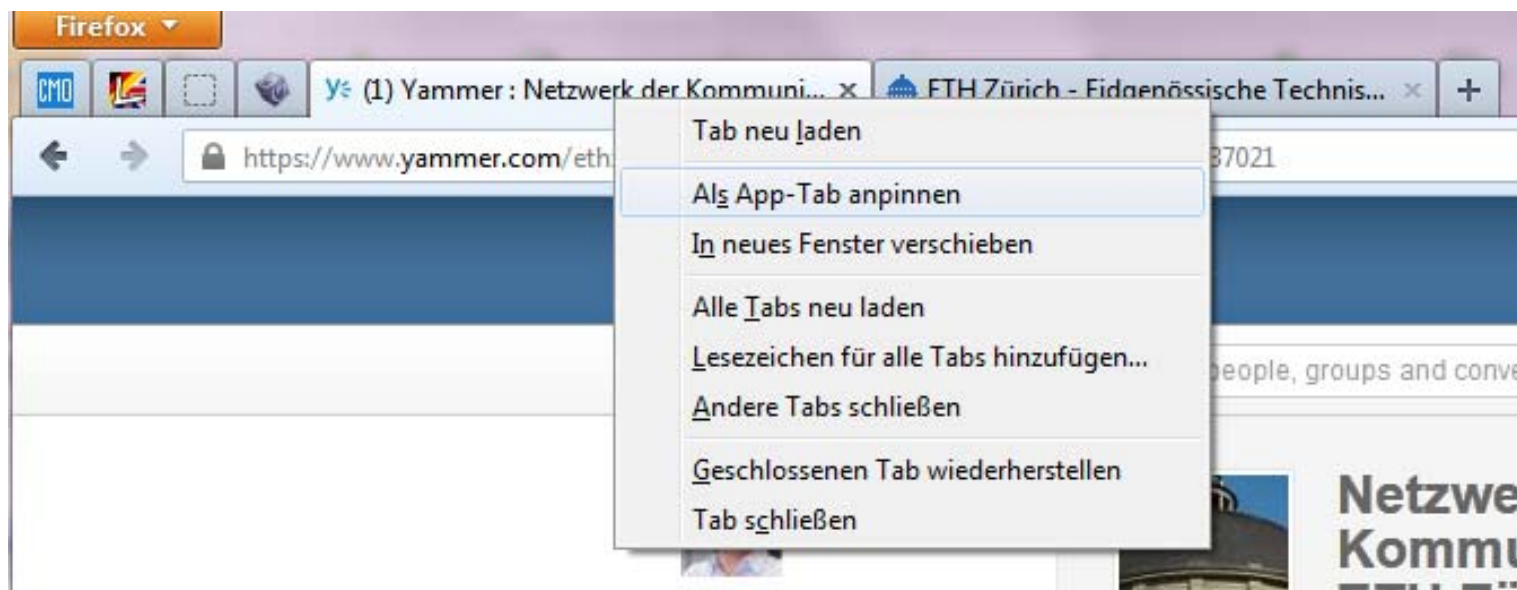 Firefox
CMO
y (1) Yammer : Netzwerk der Kommuni... x
ETH Zürich - Eidgenössische Technis... x +
https://www.yammer.com/eth
37021
Tab neu laden
Als App-Tab anpinnen
In neues Fenster verschieben
Alle Tabs neu laden
Lesezeichen für alle Tabs hinzufügen...
people, groups and conve
Andere Tabs schließen
Geschlossenen Tab wiederherstellen
Tab schließen
Netzwe
Kommu